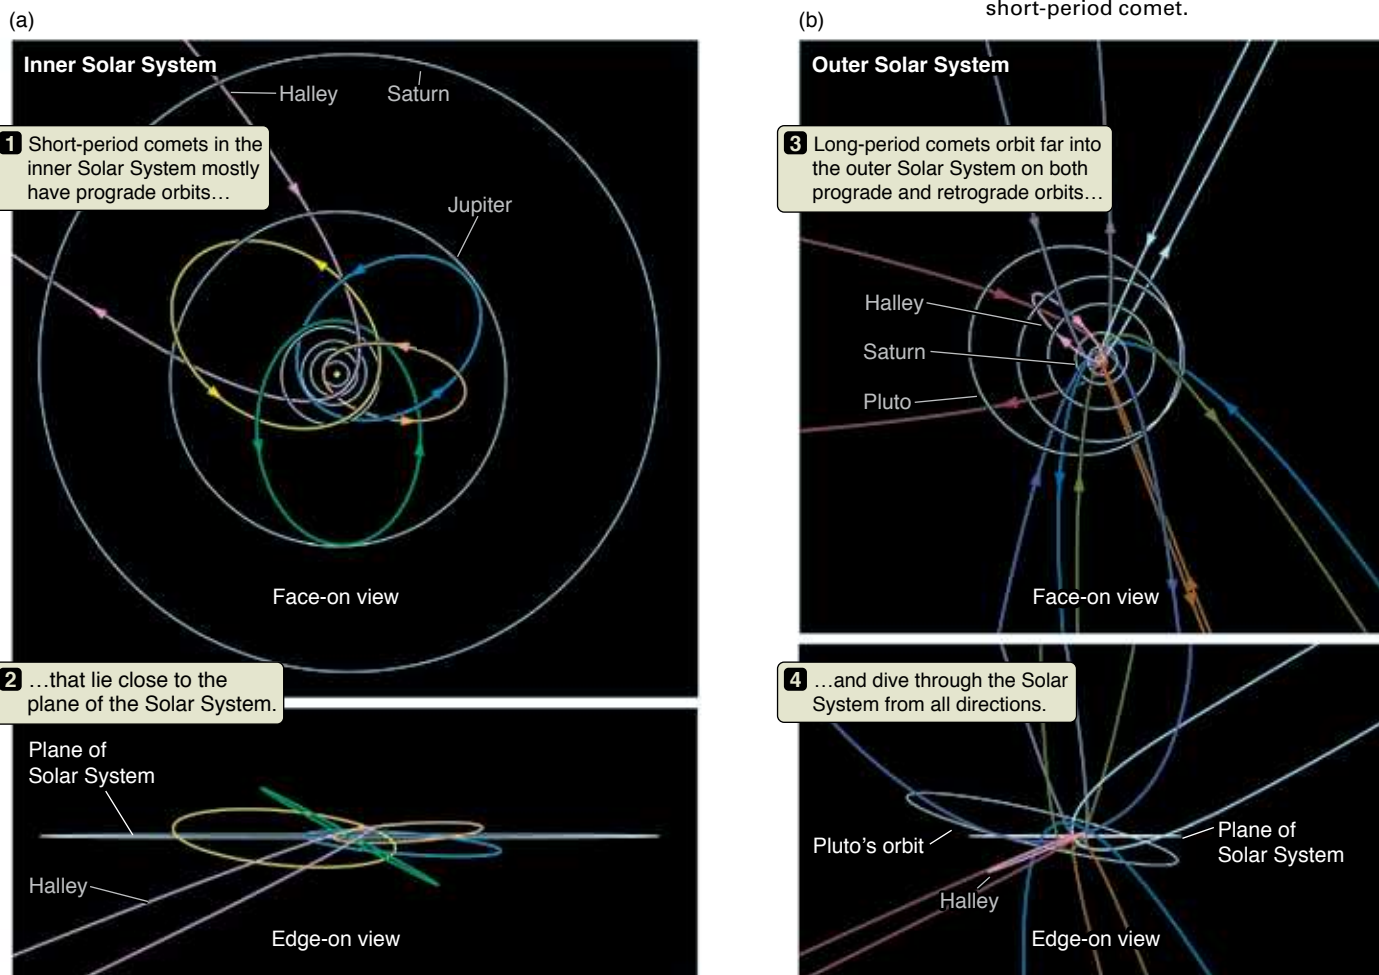 short-period comet.
(a)
Inner Solar System
Halley
Saturn
1 Short-period comets in the
inner Solar System mostly
have prograde orbits…
Jupiter
Face-on view
2 …that lie close to the
plane of the Solar System.
Plane of
Solar System
Halley
Edge-on view
(b)
Outer Solar System
3 Long-period comets orbit far into
the outer Solar System on both
prograde and retrograde orbits…
Halley
Saturn
Pluto
Face-on view
4 …and dive through the Solar
System from all directions.
Pluto’s orbit
Plane of
Solar System
Halley
Edge-on view